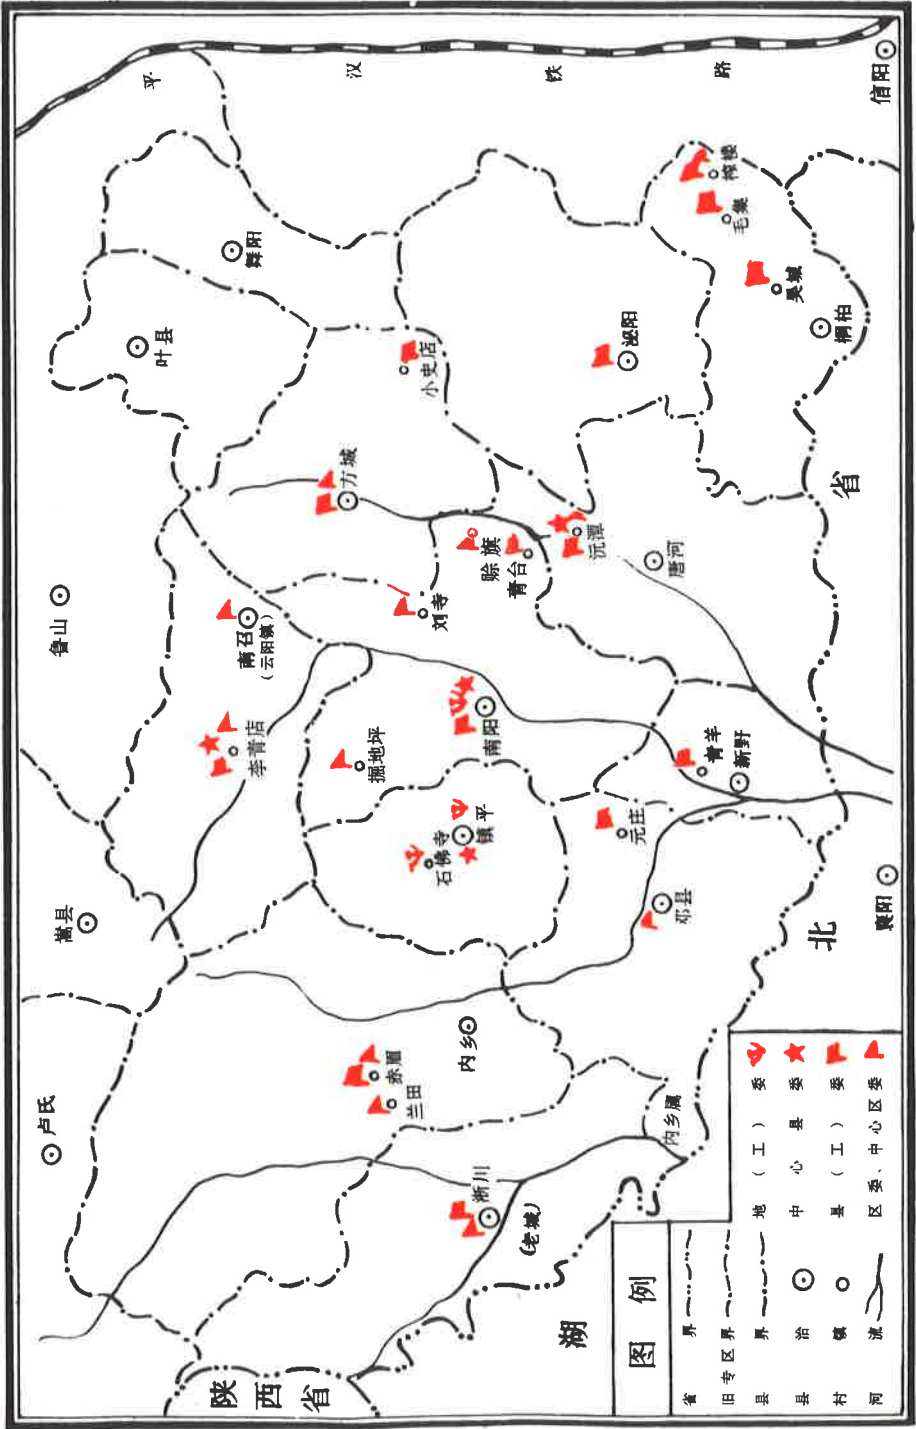 平汉铁路
信阳
舞阳
叶县
榨楼
毛集
吴城
桐柏
泌阳
小史店
方城
鲁山
南召
(云阳镇)
赊旗
青台
沅潭
唐河
刘寺
省
李青店
掘地坪
南阳
青羊
新野
石佛寺
镇平
元庄
邓县
嵩县
襄阳
北
内乡
赤眉
兰田
卢氏
淅川
(老城)
内乡属
湖
陕西省
图例
省界
旧专区界
县界
县治
村镇
河流
地(工)委
中心县委
县(工)委
区委、中心区委